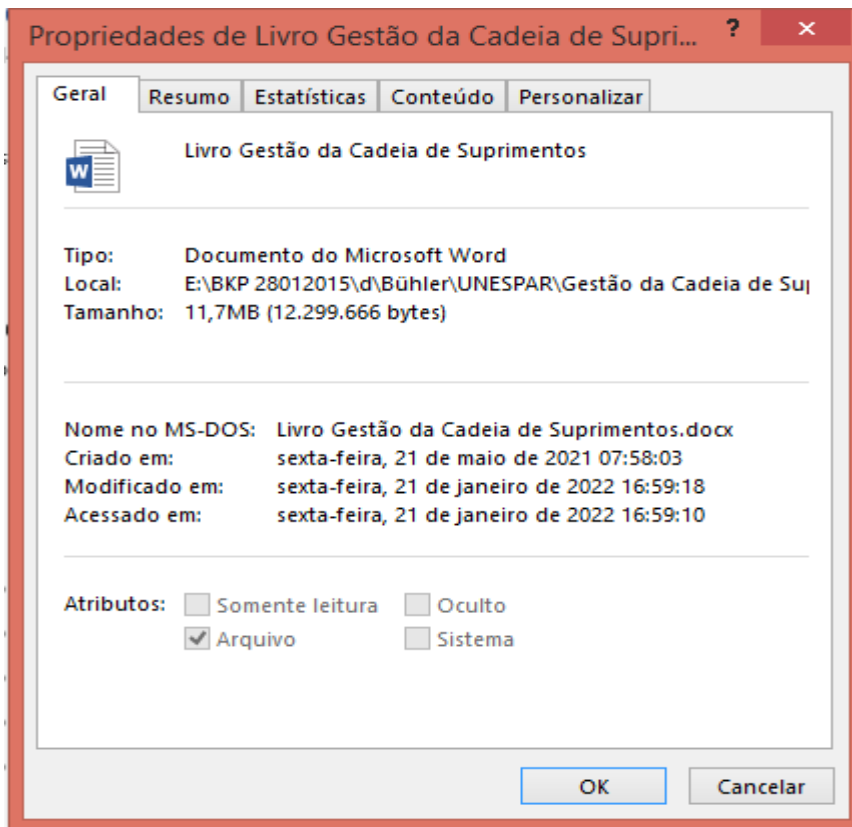 Propriedades de Livro Gestão da Cadeia de Supri... ? ×
Geral Resumo Estatísticas Conteúdo Personalizar
Livro Gestão da Cadeia de Suprimentos
Tipo: Documento do Microsoft Word
Local: E:\BKP 28012015\d\Bühler\UNESPAR\Gestão da Cadeia de Su
Tamanho: 11,7MB (12.299.666 bytes)
Nome no MS-DOS: Livro Gestão da Cadeia de Suprimentos.docx
Criado em: sexta-feira, 21 de maio de 2021 07:58:03
Modificado em: sexta-feira, 21 de janeiro de 2022 16:59:18
Acessado em: sexta-feira, 21 de janeiro de 2022 16:59:10
Atributos: Somente leitura Oculto
Arquivo Sistema
OK Cancelar